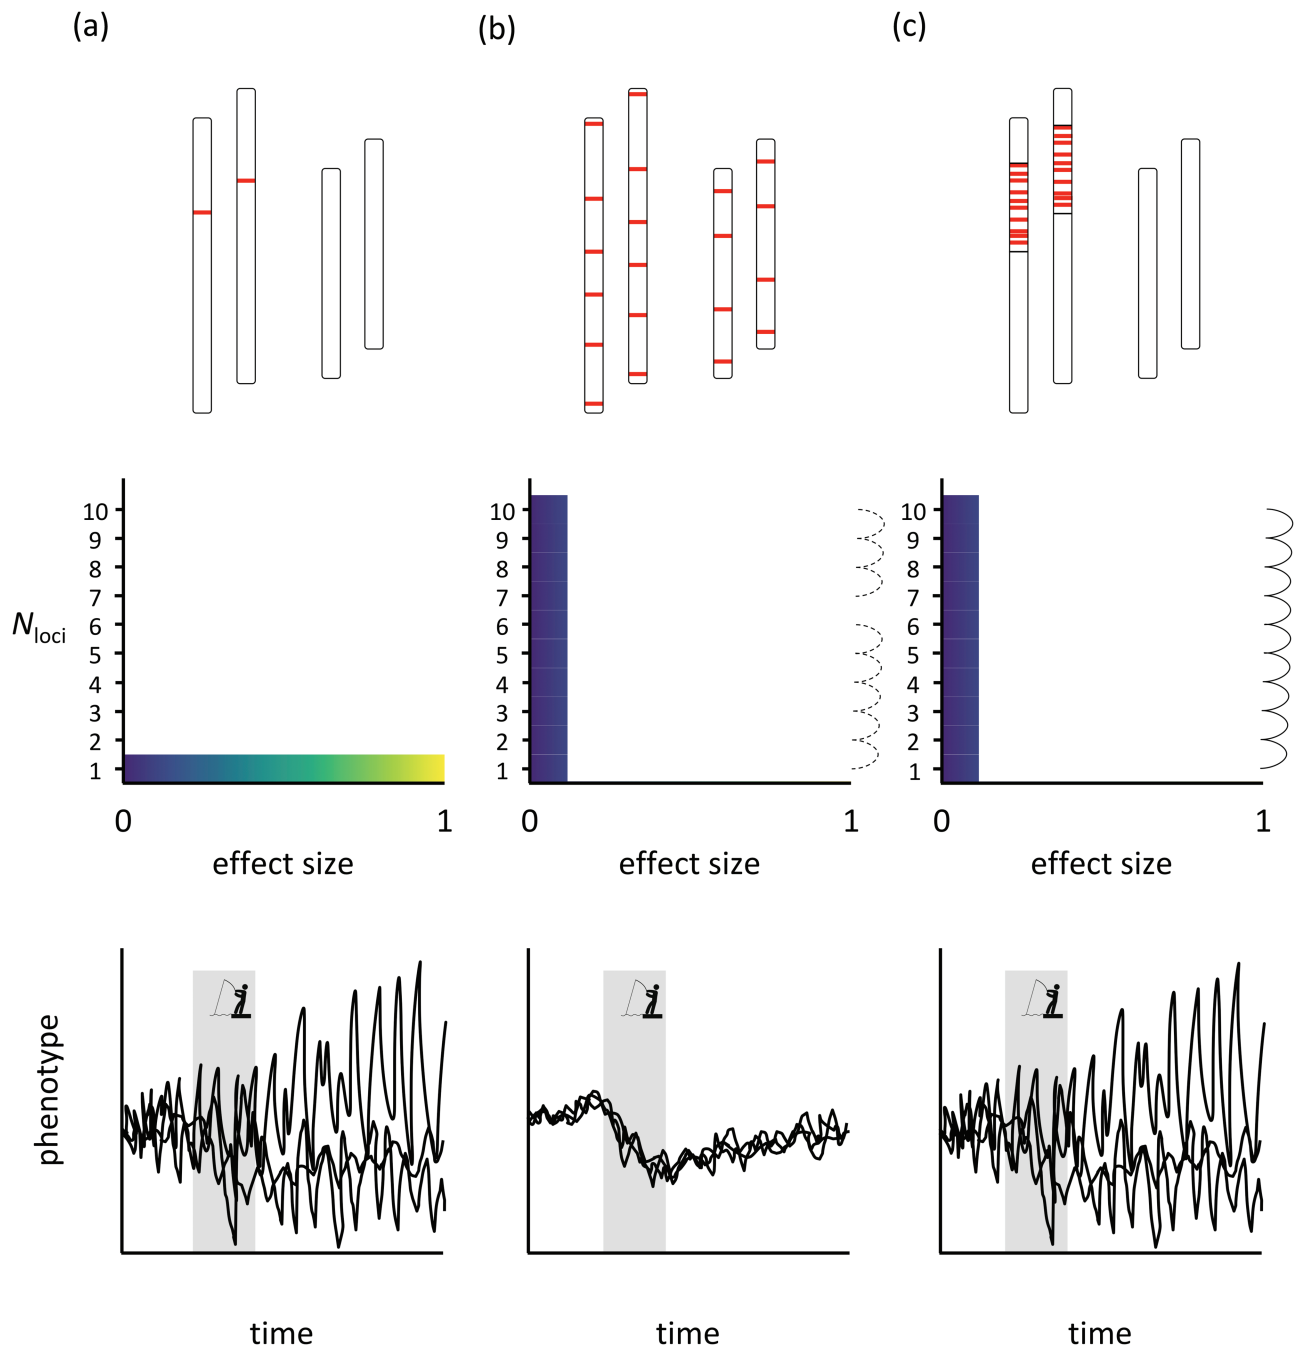 (a) (b) (c)
10 10 10
9 9 9
8 8 8
7 7 7
N loci 6 6 6
5 5 5
4 4 4
3 3 3
2 2 2
1 1 1
0 1 0 1 0 1
effect size effect size effect size
phenotype
time time time